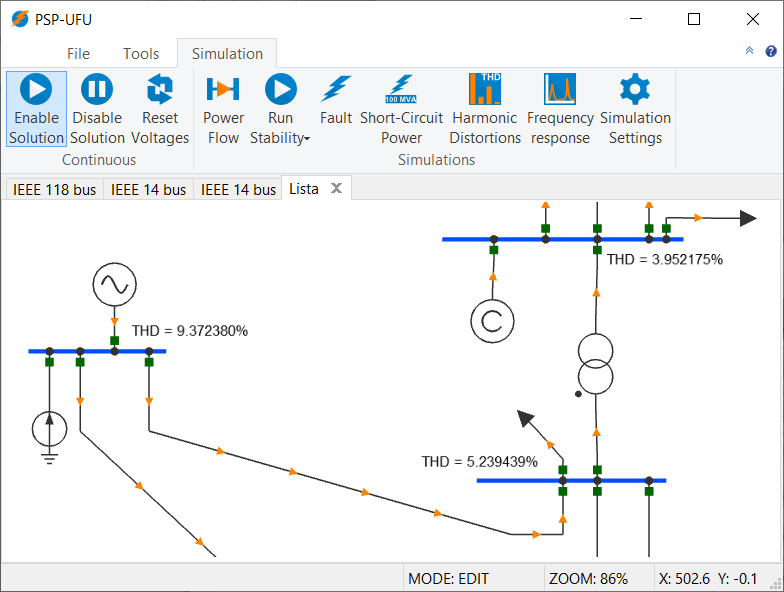 PSP-UFU
File Tools Simulation
Enable Solution
Disable Solution
Reset Voltages
Power Flow
Run Stability
Fault
100 MVA
Short-Circuit Power
THD
Harmonic Distortions
Frequency response
Simulation Settings
Continuous
Simulations
IEEE 118 bus IEEE 14 bus IEEE 14 bus Lista
THD = 3.952175%
C
THD = 9.372380%
THD = 5.239439%
MODE: EDIT ZOOM: 86% X: 502.6 Y: -0.1